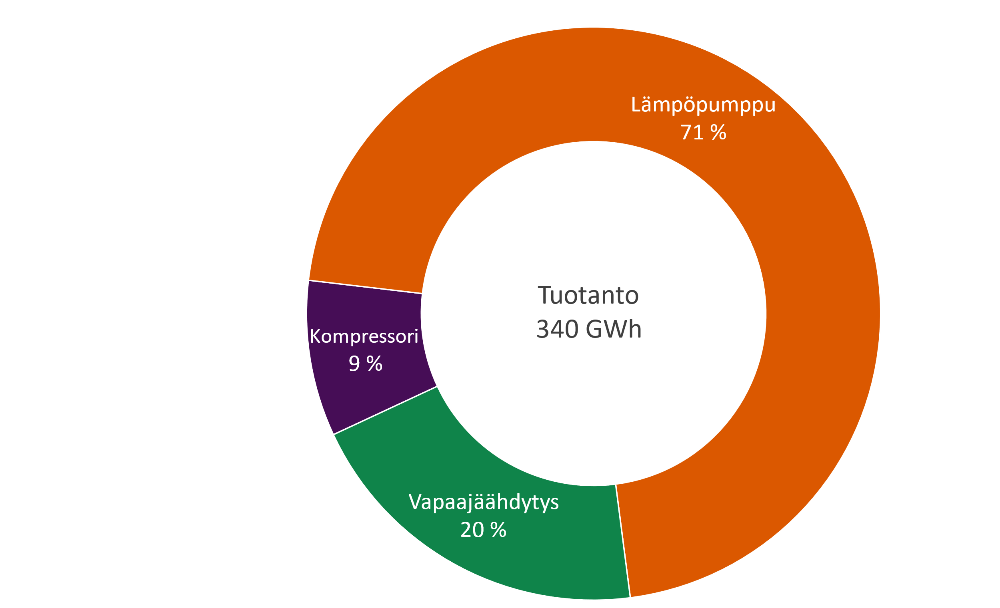 Lämpöpumppu
71 %
Tuotanto
340 GWh
Kompressori
9 %
Vapaajäähdytys
20 %